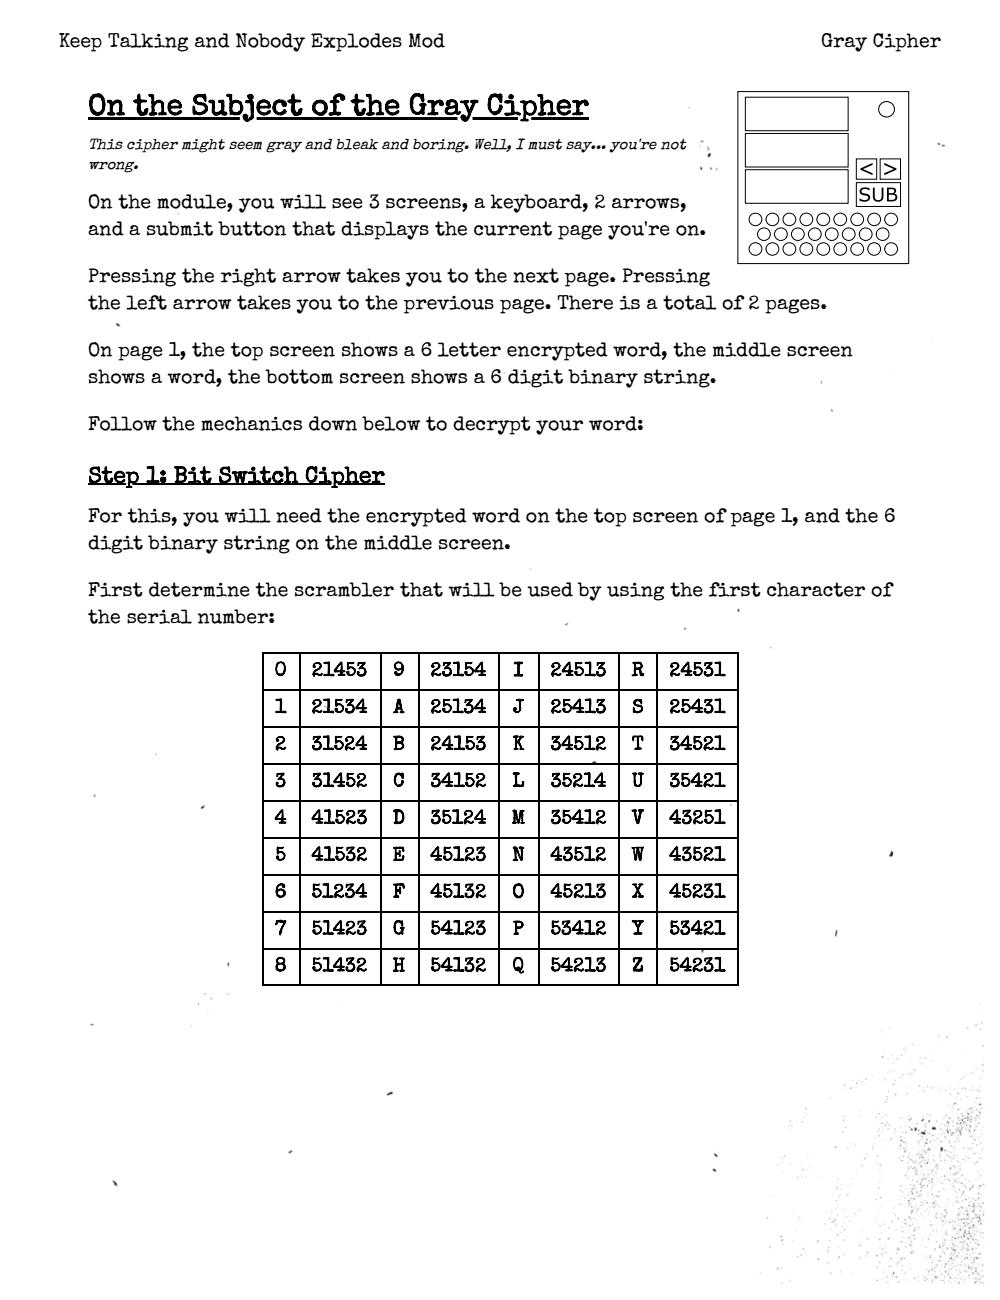 Keep Talking and Nobody Explodes Mod Gray Cipher
On the Subject of the Gray Cipher
This cipher might seem gray and bleak and boring. Well, I must say... you're not
wrong.
< >
SUB
On the module, you will see 3 screens, a keyboard, 2 arrows,
and a submit button that displays the current page you're on.
Pressing the right arrow takes you to the next page. Pressing
the left arrow takes you to the previous page. There is a total of 2 pages.
On page 1, the top screen shows a 6 letter encrypted word, the middle screen
shows a word, the bottom screen shows a 6 digit binary string.
Follow the mechanics down below to decrypt your word:
Step 1: Bit Switch Cipher
For this, you will need the encrypted word on the top screen of page 1, and the 6
digit binary string on the middle screen.
First determine the scrambler that will be used by using the first character of
the serial number:
0 21453 9 23154 I 24513 R 24531
1 21534 A 25134 J 25413 S 25431
2 31524 B 24153 K 34512 T 34521
3 31452 C 34152 L 35214 U 35421
4 41523 D 35124 M 35412 V 43251
5 41532 E 45123 N 43512 W 43521
6 51234 F 45132 O 45213 X 45231
7 51423 G 54123 P 53412 Y 53421
8 51432 H 54132 Q 54213 Z 54231